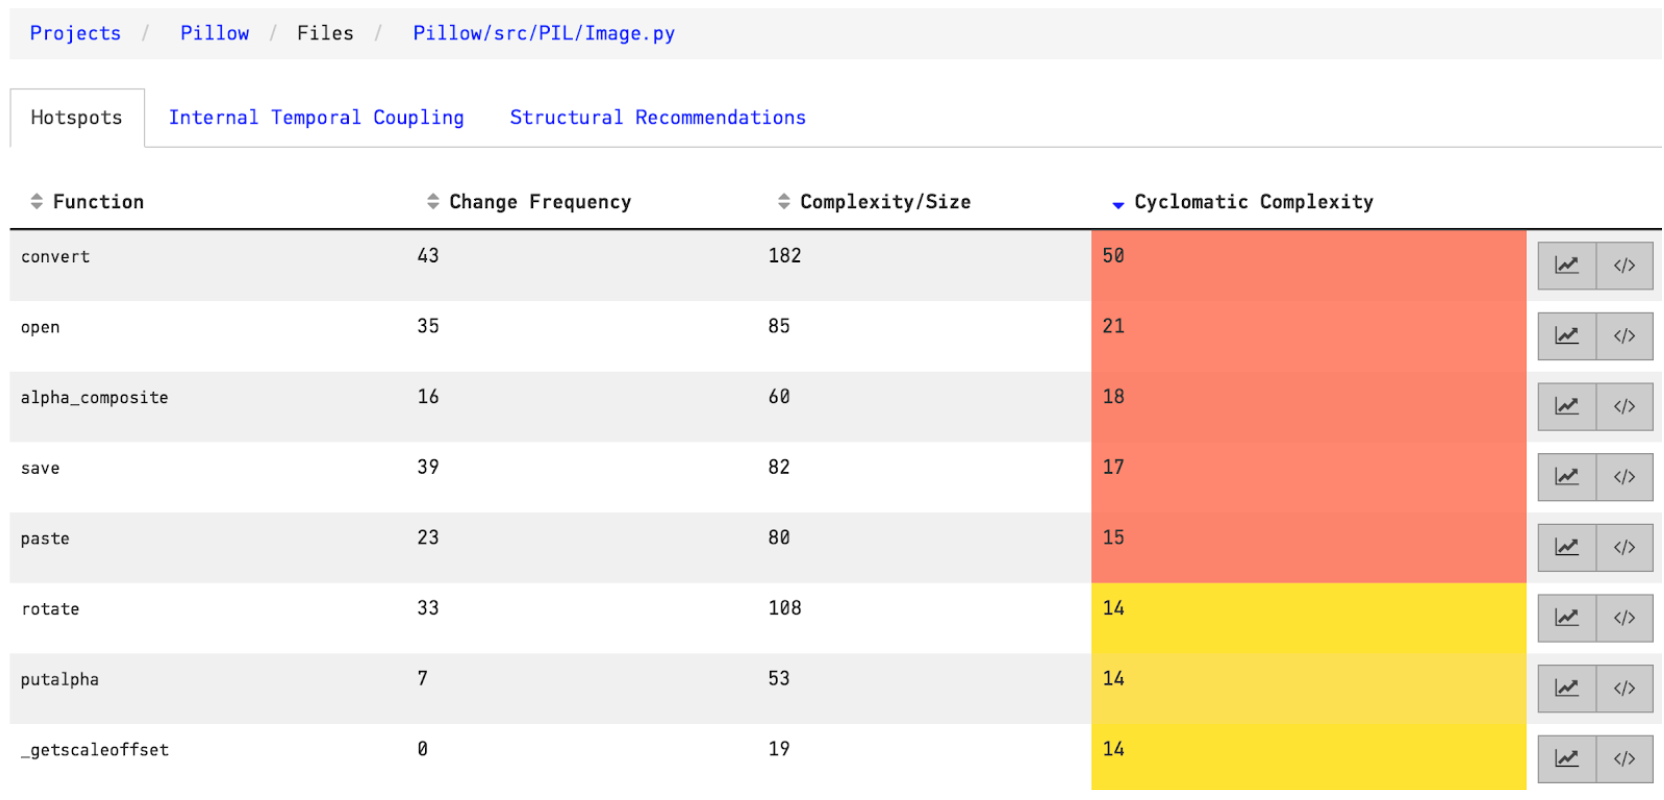 Projects / Pillow / Files / Pillow/src/PIL/Image.py
Hotspots Internal Temporal Coupling Structural Recommendations
Function Change Frequency Complexity/Size Cyclomatic Complexity
convert 43 182 50 </>
open 35 85 21 </>
alpha_composite 16 60 18 </>
save 39 82 17 </>
paste 23 80 15 </>
rotate 33 108 14 </>
putalpha 7 53 14 </>
_getscaleoffset 0 19 14 </>